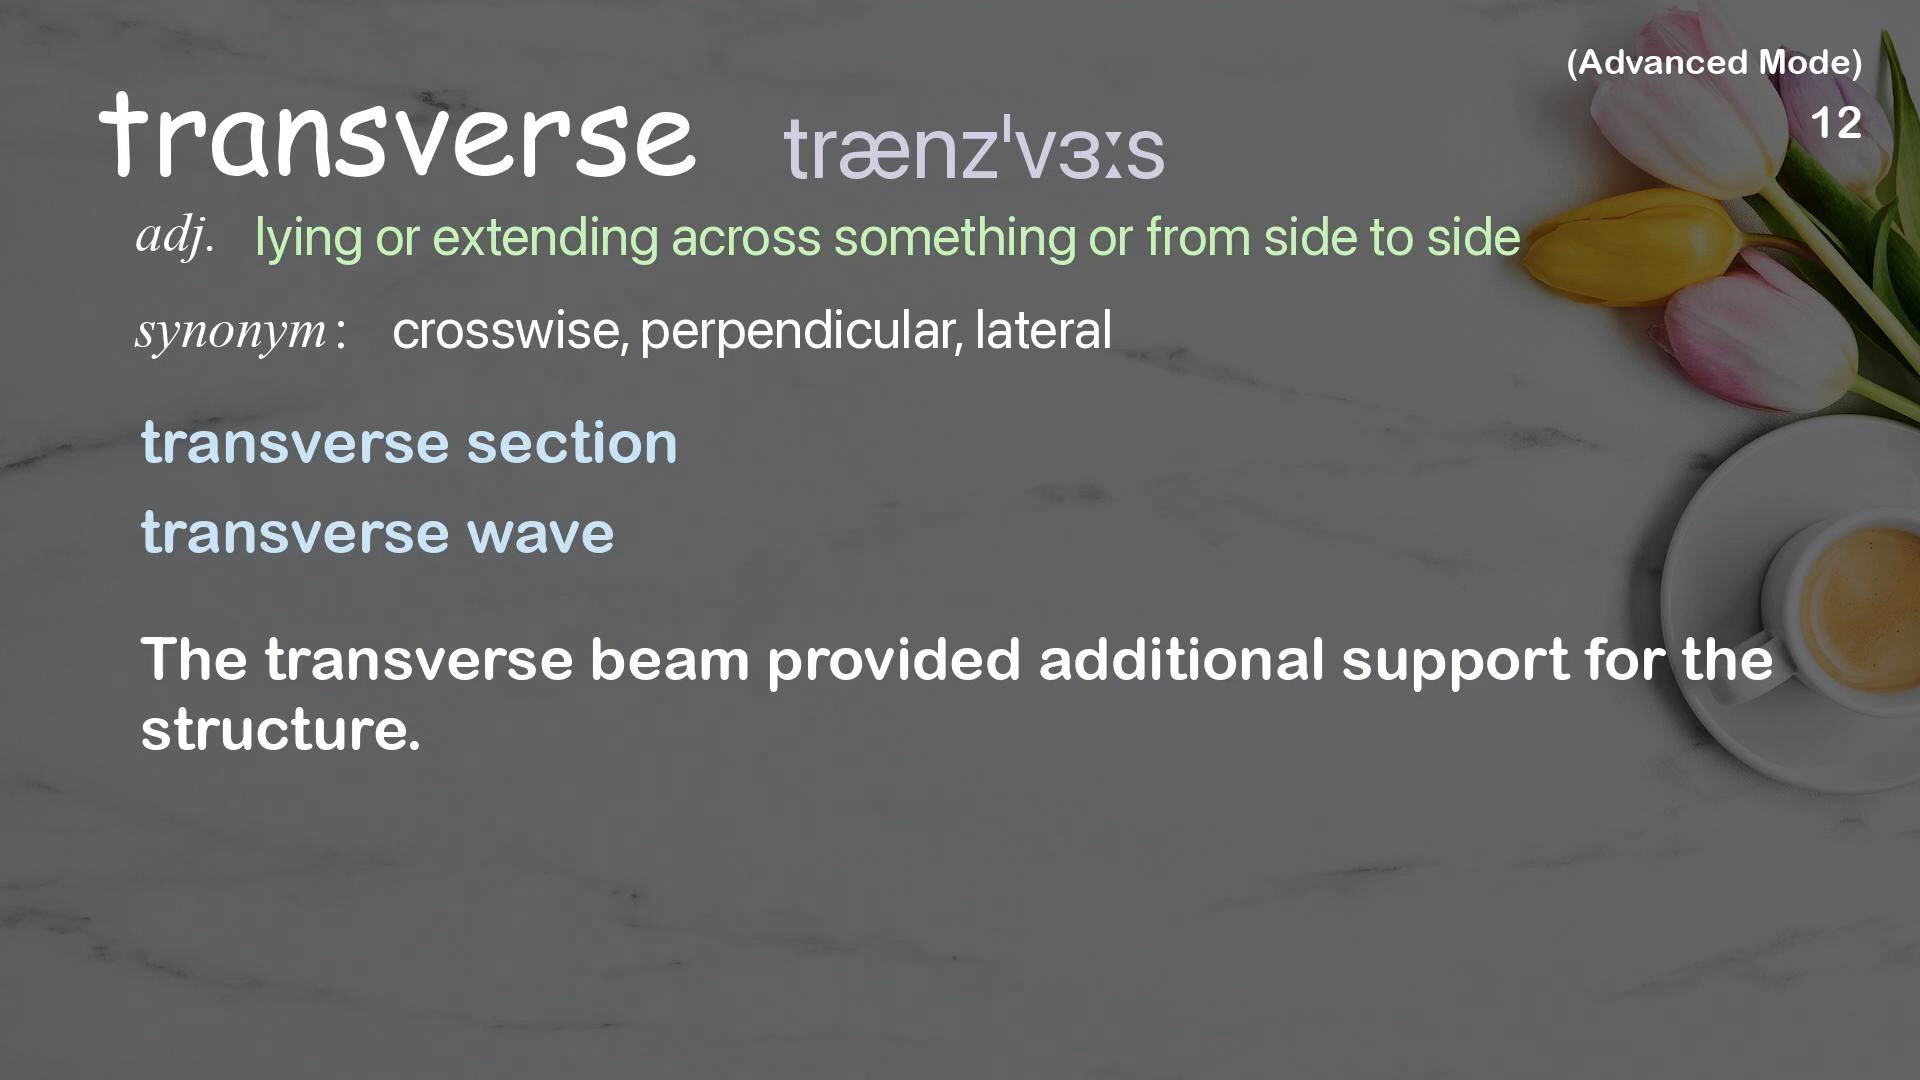 (Advanced Mode)
12
transverse trænzˈvɜːs
adj. lying or extending across something or from side to side
synonym: crosswise, perpendicular, lateral
transverse section
transverse wave
The transverse beam provided additional support for the
structure.